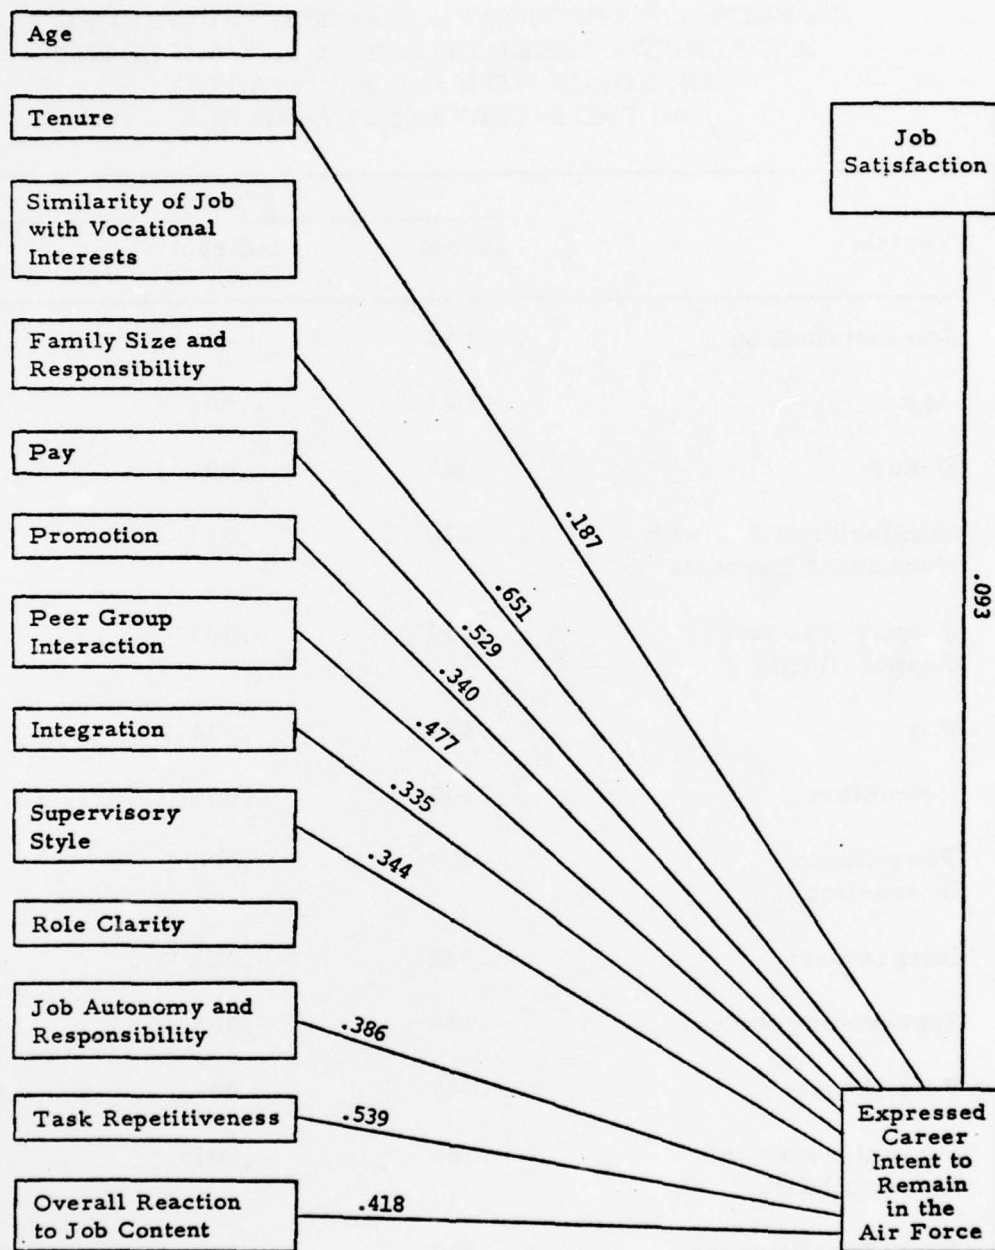 Age
Tenure
Job
Satisfaction
Similarity of Job
with Vocational
Interests
Family Size and
Responsibility
Pay
Promotion
Peer Group
Interaction
Integration
Supervisory
Style
Role Clarity
Job Autonomy and
Responsibility
Task Repetitiveness
Overall Reaction
to Job Content
.187
.651
.529
.340
.477
.335
.344
.386
.539
.418
.093
Expressed
Career
Intent to
Remain
in the
Air Force